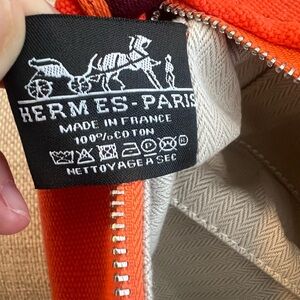 HERMES-PARIS
MADE IN FRANCE
100% COTON
NETTOYAGE A SEC